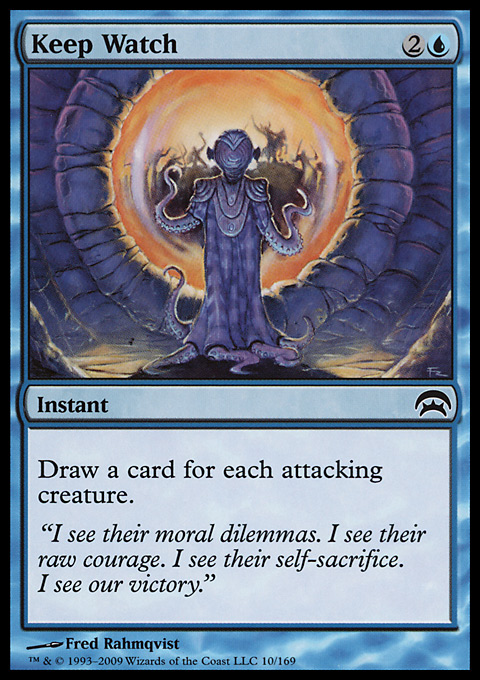 Keep Watch 2
FR
Instant
Draw a card for each attacking
creature.
“I see their moral dilemmas. I see their
raw courage. I see their self-sacrifice.
I see our victory.”
Fred Rahmqvist
™ & © 1993–2009 Wizards of the Coast LLC 10/169